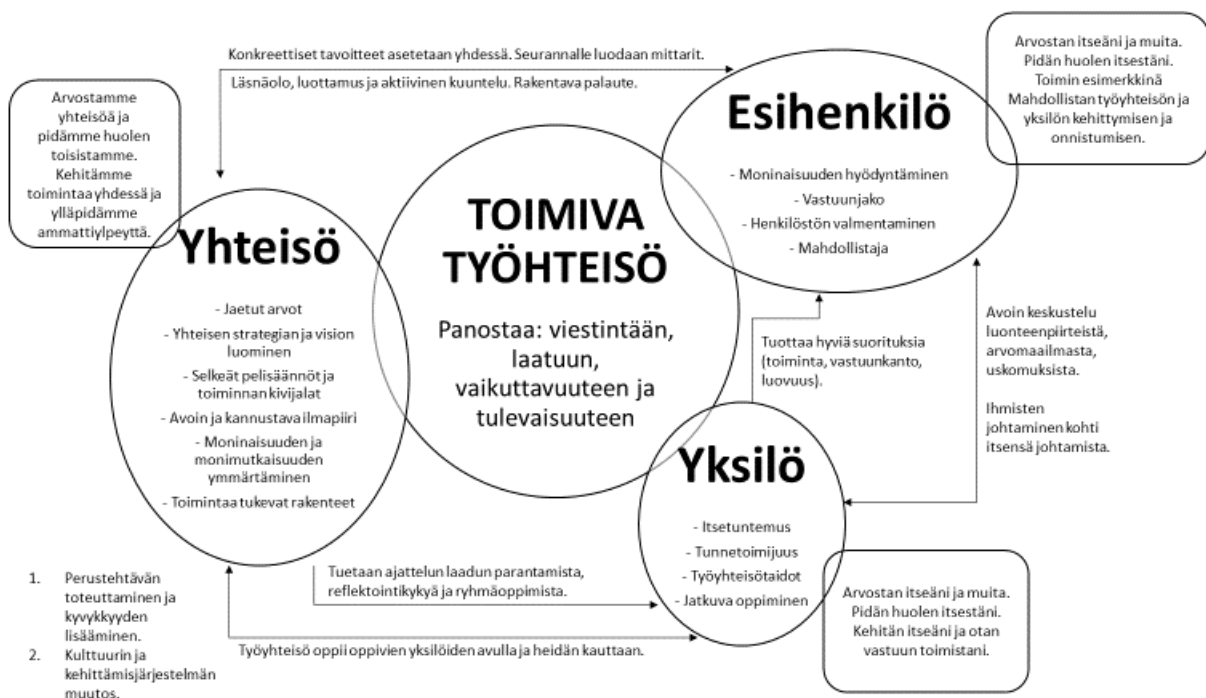 Konkreettiset tavoitteet asetetaan yhdessä. Seurannalle luodaan mittarit.
Läsnäolo, luottamus ja aktiivinen kuuntelu. Rakentava palaute.
Arvostan itseäni ja muita.
Pidän huolen itsestäni.
Toimin esimerkkinä
Mahdollistan työyhteisön ja
yksilön kehittymisen ja
onnistumisen.
Arvostamme
yhteisöä ja
pidämme huolen
toisistamme.
Kehitämme
toimintaa yhdessä ja
ylläpidämme
ammattiylpeyttä.
Esihenkilö
- Moninaisuuden hyödyntäminen
- Vastuunjako
- Henkilöstön valmentaminen
- Mahdollistaja
TOIMIVA
TYÖHTEISÖ
Panostaa: viestintään,
laatuun,
vaikuttavuuteen ja
tulevaisuuteen
Yhteisö
- Jaetut arvot
- Yhteisen strategian ja vision
luominen
- Selkeät pelisäännöt ja
toiminnan kivijalat
- Avoin ja kannustava ilmapiiri
- Moninaisuuden ja
monimutkaisuuden
ymmärtäminen
- Toimintaa tukevat rakenteet
Tuottaa hyviä suorituksia
(toiminta, vastuunkanto,
luovuus).
Avoin keskustelu
luonteenpiirteistä,
arvomaailmasta,
uskomuksista.
Ihmisten
johtaminen kohti
itsensä johtamista.
Yksilö
- Itsetuntemus
- Tunnetoimijuus
- Työyhteisötaidot
- Jatkuva oppiminen
Arvostan itseäni ja muita.
Pidän huolen itsestäni.
Kehitän itseäni ja otan
vastuun toimistani.
Tuetaan ajattelun laadun parantamista,
reflektointikykyä ja ryhmäoppimista.
Työyhteisö oppii oppivien yksilöiden avulla ja heidän kauttaan.
1. Perustehtävän
toteuttaminen ja
kyvykkyyden
lisääminen.
2. Kulttuurin ja
kehittämisjärjestelmän
muutos.